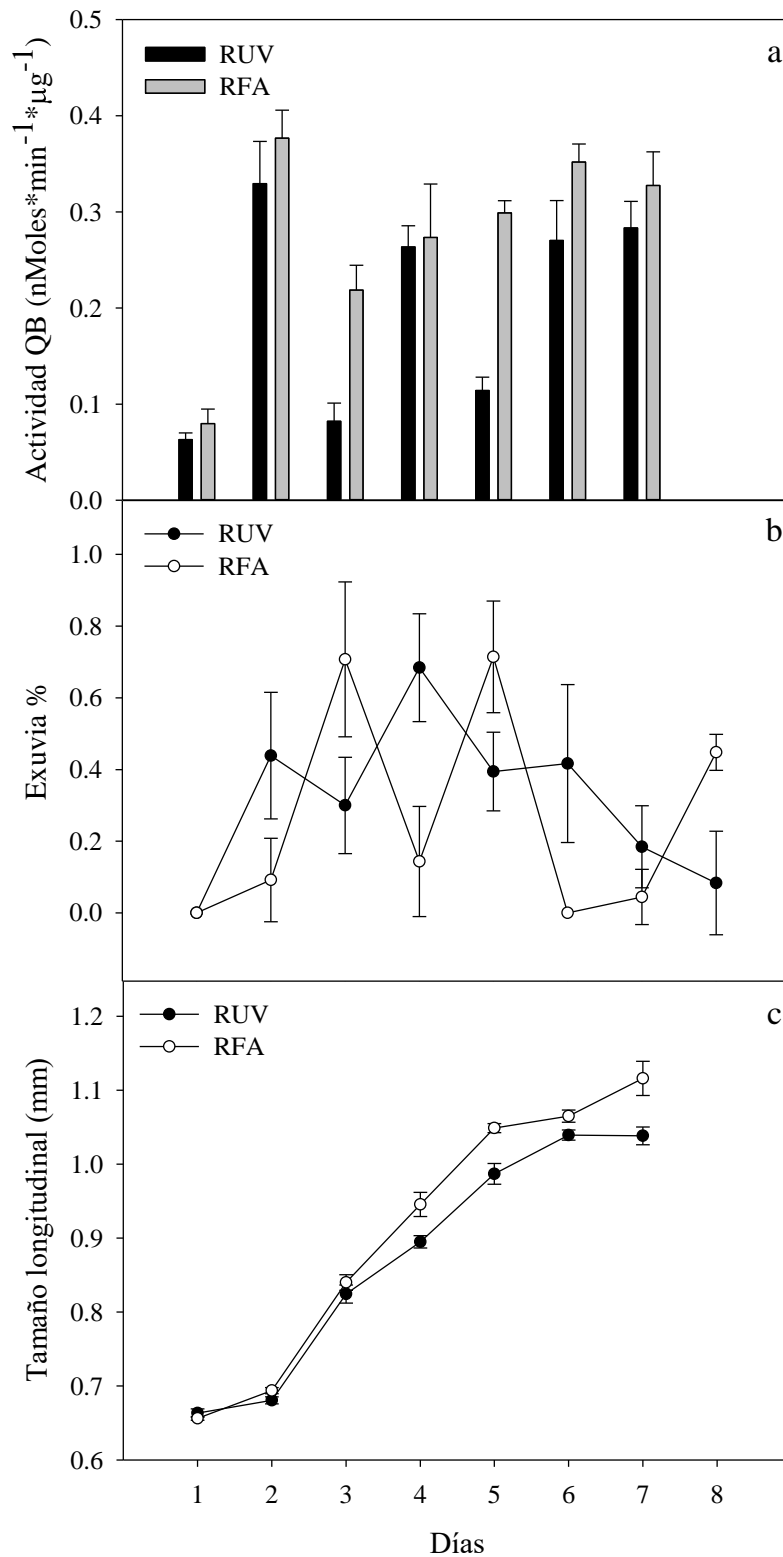 a
RUV
RFA
Actividad QB (nMoles*min-1*µg-1)
0.5
0.4
0.3
0.2
0.1
0.0
b
RUV
RFA
Exuvia %
1.0
0.8
0.6
0.4
0.2
0.0
c
RUV
RFA
Tamaño longitudinal (mm)
1.2
1.1
1.0
0.9
0.8
0.7
0.6
1 2 3 4 5 6 7 8
Días